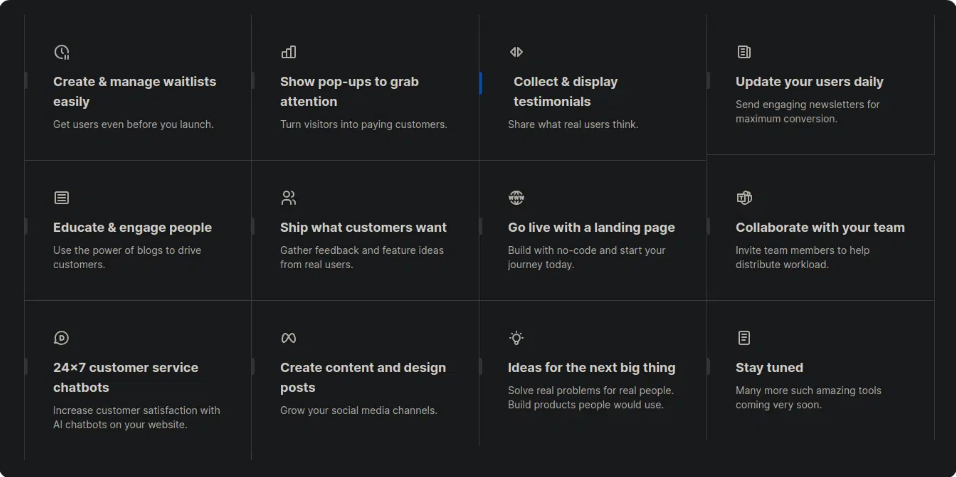 Create & manage waitlists
easily
Get users even before you launch.
Show pop-ups to grab
attention
Turn visitors into paying customers.
Collect & display
testimonials
Share what real users think.
Update your users daily
Send engaging newsletters for
maximum conversion.
Educate & engage people
Use the power of blogs to drive
customers.
Ship what customers want
Gather feedback and feature ideas
from real users.
WWW
Go live with a landing page
Build with no-code and start your
journey today.
Collaborate with your team
Invite team members to help
distribute workload.
D
24×7 customer service
chatbots
Increase customer satisfaction with
AI chatbots on your website.
Create content and design
posts
Grow your social media channels.
Ideas for the next big thing
Solve real problems for real people.
Build products people would use.
Stay tuned
Many more such amazing tools
coming very soon.